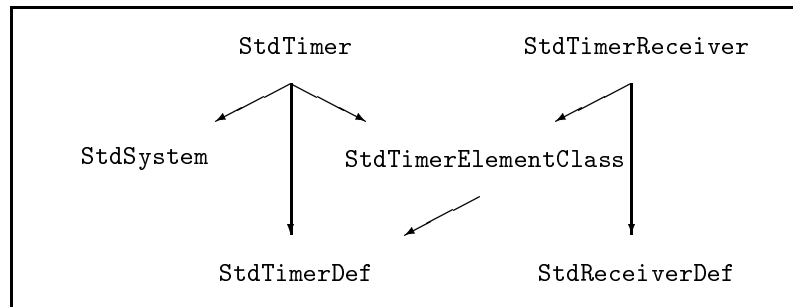 StdTimer StdTimerReceiver
StdSystem StdTimerElementClass
StdTimerDef StdReceiverDef